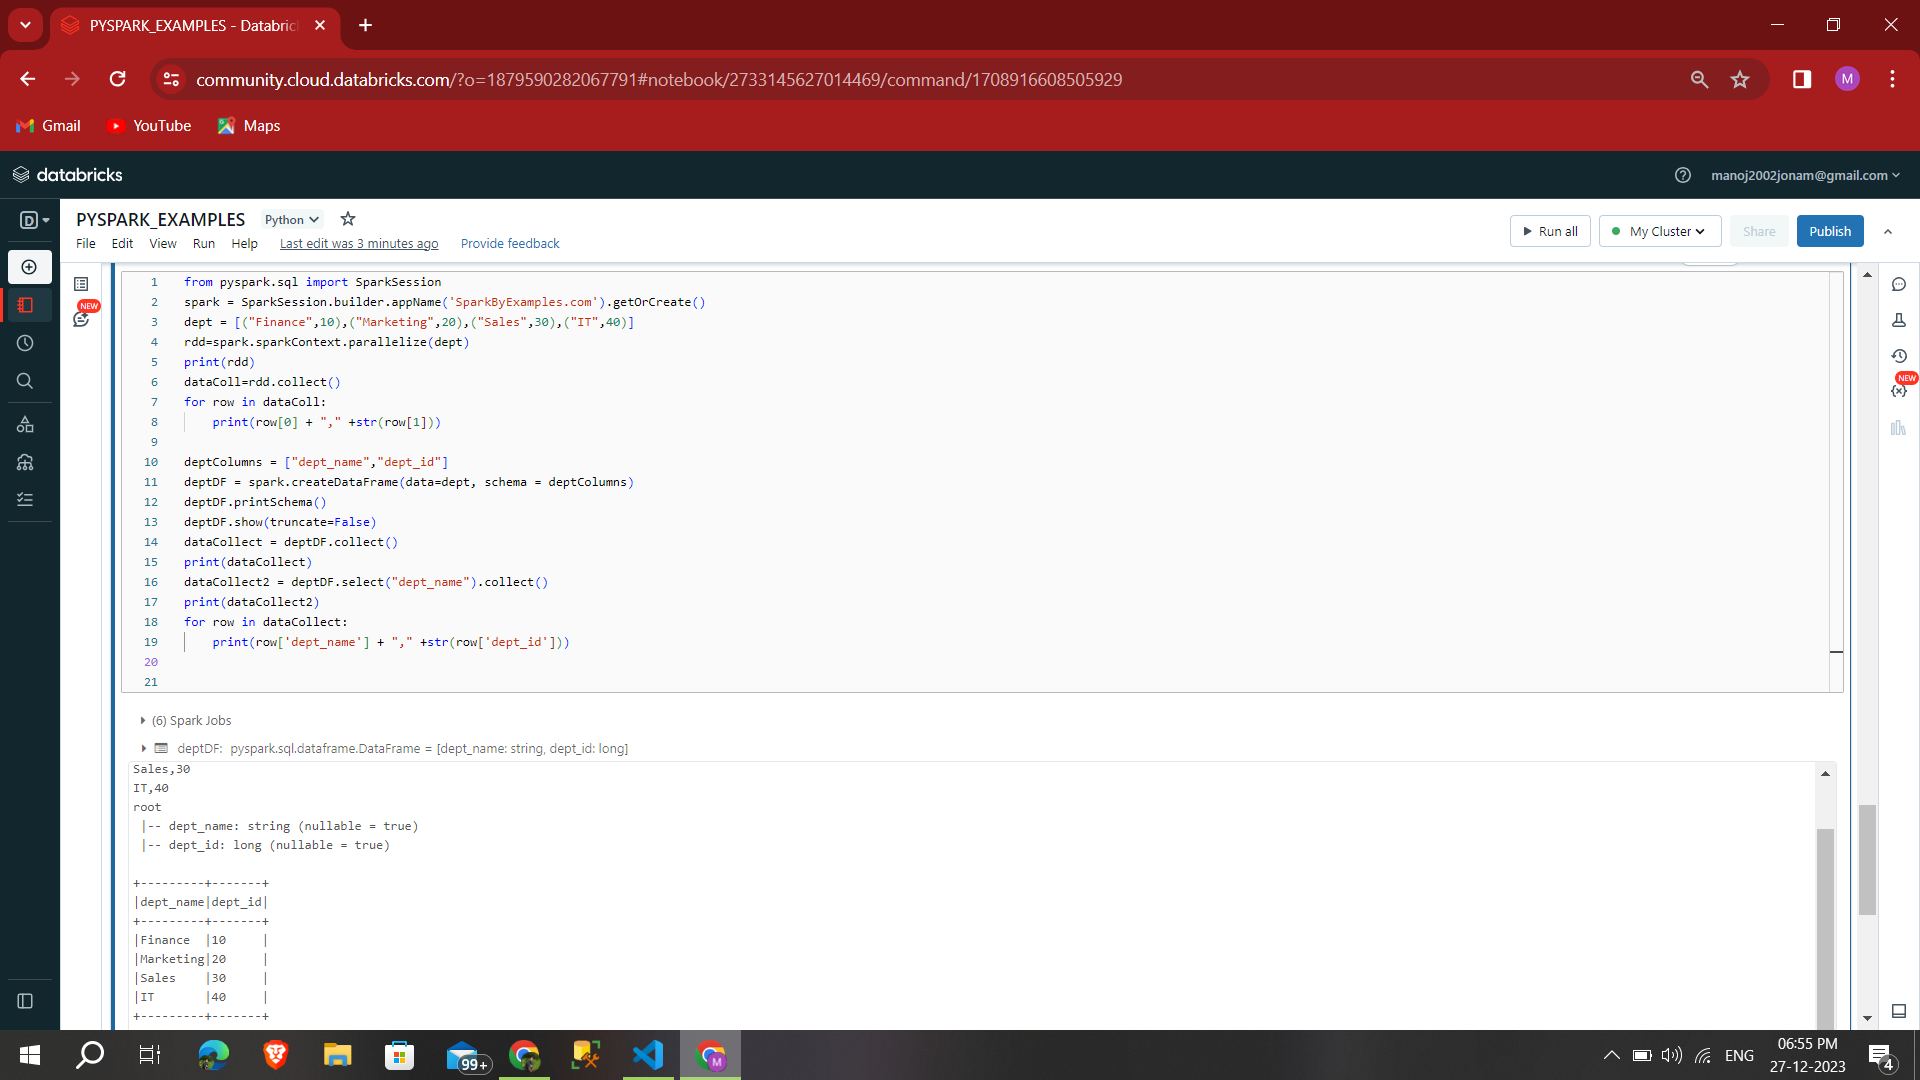 PYSPARK_EXAMPLES - Databric
community.cloud.databricks.com/?o=1879590282067791#notebook/2733145627014469/command/1708916608505929
M
Gmail
YouTube
Maps
databricks
manoj2002jonam@gmail.com
D
PYSPARK_EXAMPLES
Python
File Edit View Run Help Last edit was 3 minutes ago Provide feedback
Run all
My Cluster
Share
Publish
NEW
NEW
1 from pyspark.sql import SparkSession
2 spark = SparkSession.builder.appName('SparkByExamples.com').getOrCreate()
3 dept = [("Finance",10),("Marketing",20),("Sales",30),("IT",40)]
4 rdd=spark.sparkContext.parallelize(dept)
5 print(rdd)
6 dataColl=rdd.collect()
7 for row in dataColl:
8     print(row[0] + "," +str(row[1]))
9
10 deptColumns = ["dept_name","dept_id"]
11 deptDF = spark.createDataFrame(data=dept, schema = deptColumns)
12 deptDF.printSchema()
13 deptDF.show(truncate=False)
14 dataCollect = deptDF.collect()
15 print(dataCollect)
16 dataCollect2 = deptDF.select("dept_name").collect()
17 print(dataCollect2)
18 for row in dataCollect:
19     print(row['dept_name'] + "," +str(row['dept_id']))
20
21
(6) Spark Jobs
deptDF: pyspark.sql.dataframe.DataFrame = [dept_name: string, dept_id: long]
Sales,30
IT,40
root
 |-- dept_name: string (nullable = true)
 |-- dept_id: long (nullable = true)
+---------+-------+
|dept_name|dept_id|
+---------+-------+
|Finance  |10     |
|Marketing|20     |
|Sales    |30     |
|IT       |40     |
+---------+-------+
99+
M
ENG
06:55 PM
27-12-2023
4